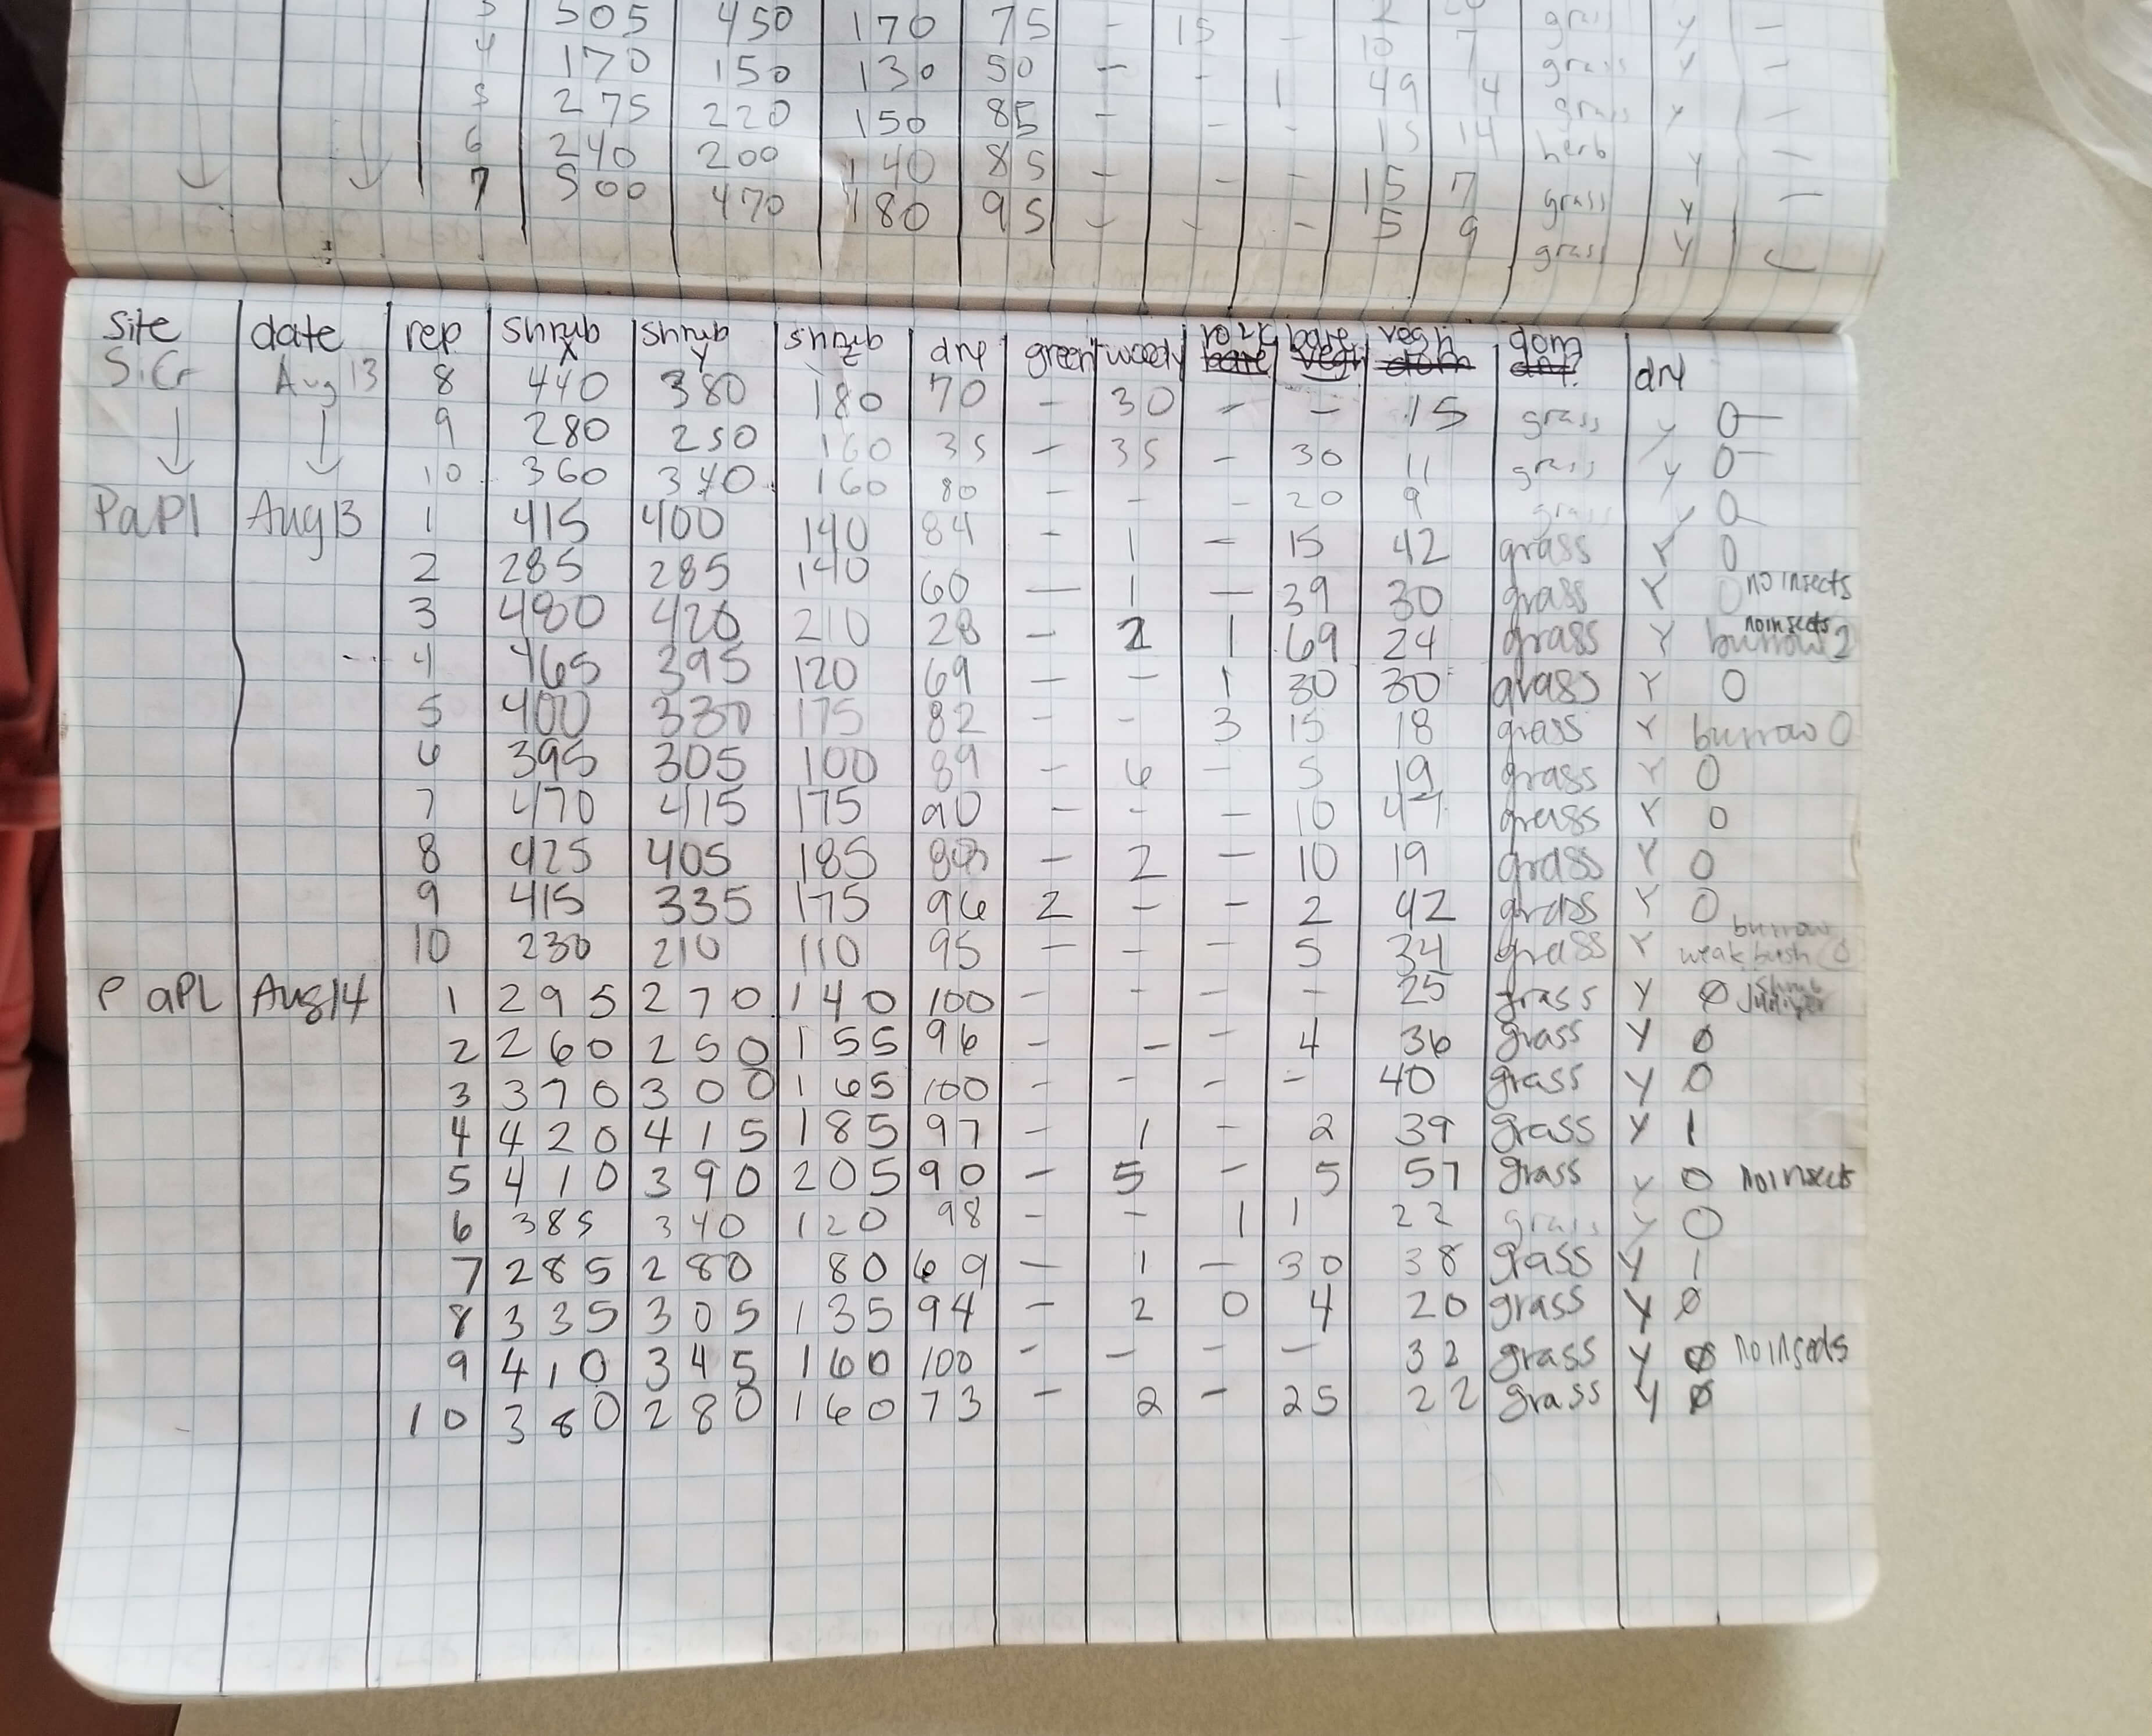 505 450 170 75 - 15 - gras y -
4 170 150 130 50 - - 10 7 grass y -
5 275 220 150 85 - - 1 49 4 grass y -
6 240 200 140 85 - - - 15 14 herb y -
7 500 470 180 95 - - - 15 7 grass y -
5 9 grass y
Site date rep shrub X shrub Y shrub Z dry green woody rock bare veg h dom dry
SiCr Aug 13 8 440 380 180 70 - 30 - - 15 grass y 0
9 280 250 160 35 - 35 - 30 11 grass y 0
10 360 340 160 80 - - - 20 9 grass y 0
PaPl Aug 13 1 415 400 140 84 - 1 - 15 42 grass Y 0
2 285 285 140 60 - 1 - 39 30 grass Y 0 no insects
3 480 420 210 28 - 2 1 69 24 grass Y burrow 2 no insects
4 465 395 120 69 - - 1 30 30 grass Y 0
5 400 330 175 82 - - 3 15 18 grass Y burrow 0
6 395 305 100 89 - 6 - 5 19 grass Y 0
7 470 415 175 90 - - - 10 grass Y 0
8 425 405 185 - 2 - 10 19 grass Y 0
9 415 335 175 96 2 - - 2 42 grass Y 0
10 230 210 110 95 - - - 5 34 grass Y burrow weak bush 0
PaPL Aug 14 1 295 270 140 100 - - - - 25 grass Y Ø shrub
2 260 250 155 96 - - - 4 36 grass Y Ø
3 370 300 165 100 - - - - 40 grass Y Ø
4 420 415 185 97 - 1 - 2 39 grass Y 1
5 410 390 205 90 - 5 - 5 57 grass Y 0 no insects
6 385 340 120 98 - - 1 1 22 grass Y 0
7 285 280 80 69 - 1 - 30 38 grass Y 1
8 335 305 135 94 - 2 0 4 20 grass Y Ø
9 410 345 160 100 - - - - 32 grass Y Ø no insects
10 380 280 160 73 - 2 - 25 22 grass Y Ø